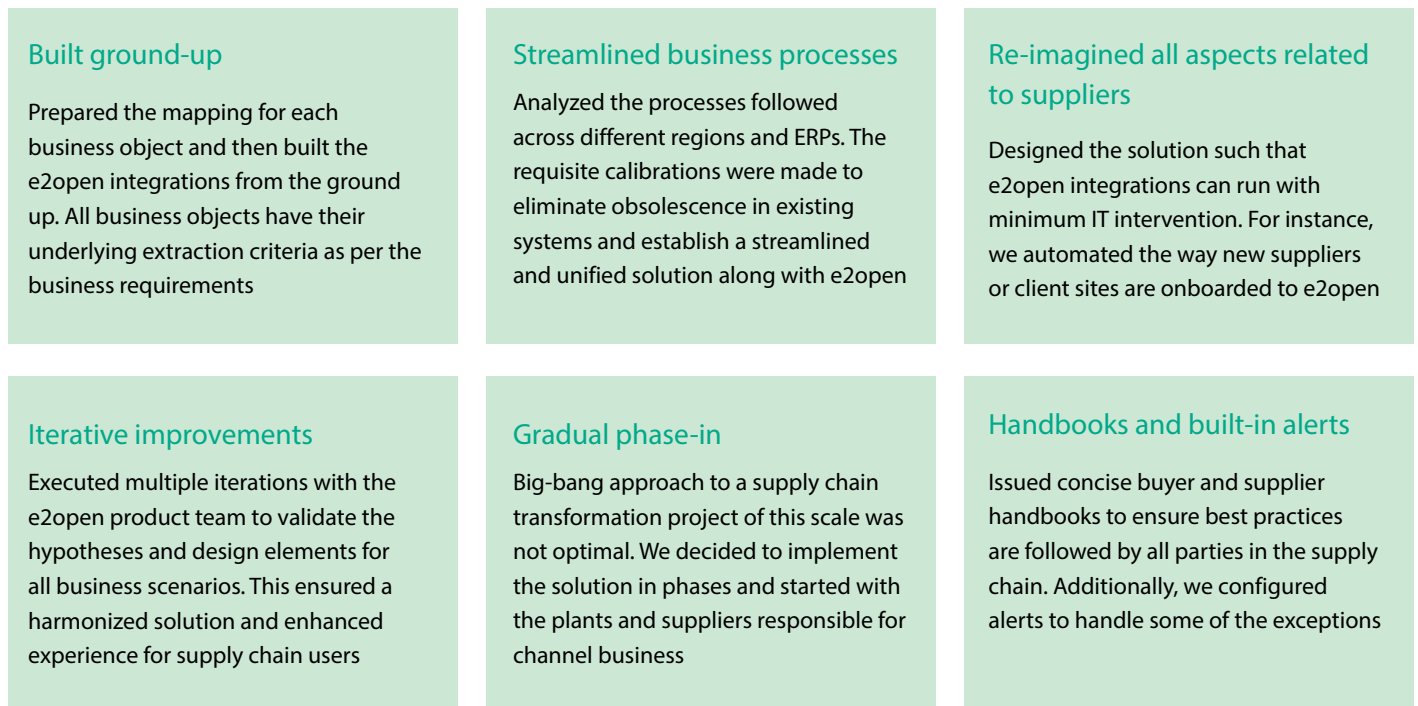 Built ground-up
Prepared the mapping for each
business object and then built the
e2open integrations from the ground
up. All business objects have their
underlying extraction criteria as per the
business requirements
Streamlined business processes
Analyzed the processes followed
across different regions and ERPs. The
requisite calibrations were made to
eliminate obsolescence in existing
systems and establish a streamlined
and unified solution along with e2open
Re-imagined all aspects related
to suppliers
Designed the solution such that
e2open integrations can run with
minimum IT intervention. For instance,
we automated the way new suppliers
or client sites are onboarded to e2open
Iterative improvements
Executed multiple iterations with the
e2open product team to validate the
hypotheses and design elements for
all business scenarios. This ensured a
harmonized solution and enhanced
experience for supply chain users
Gradual phase-in
Big-bang approach to a supply chain
transformation project of this scale was
not optimal. We decided to implement
the solution in phases and started with
the plants and suppliers responsible for
channel business
Handbooks and built-in alerts
Issued concise buyer and supplier
handbooks to ensure best practices
are followed by all parties in the supply
chain. Additionally, we configured
alerts to handle some of the exceptions